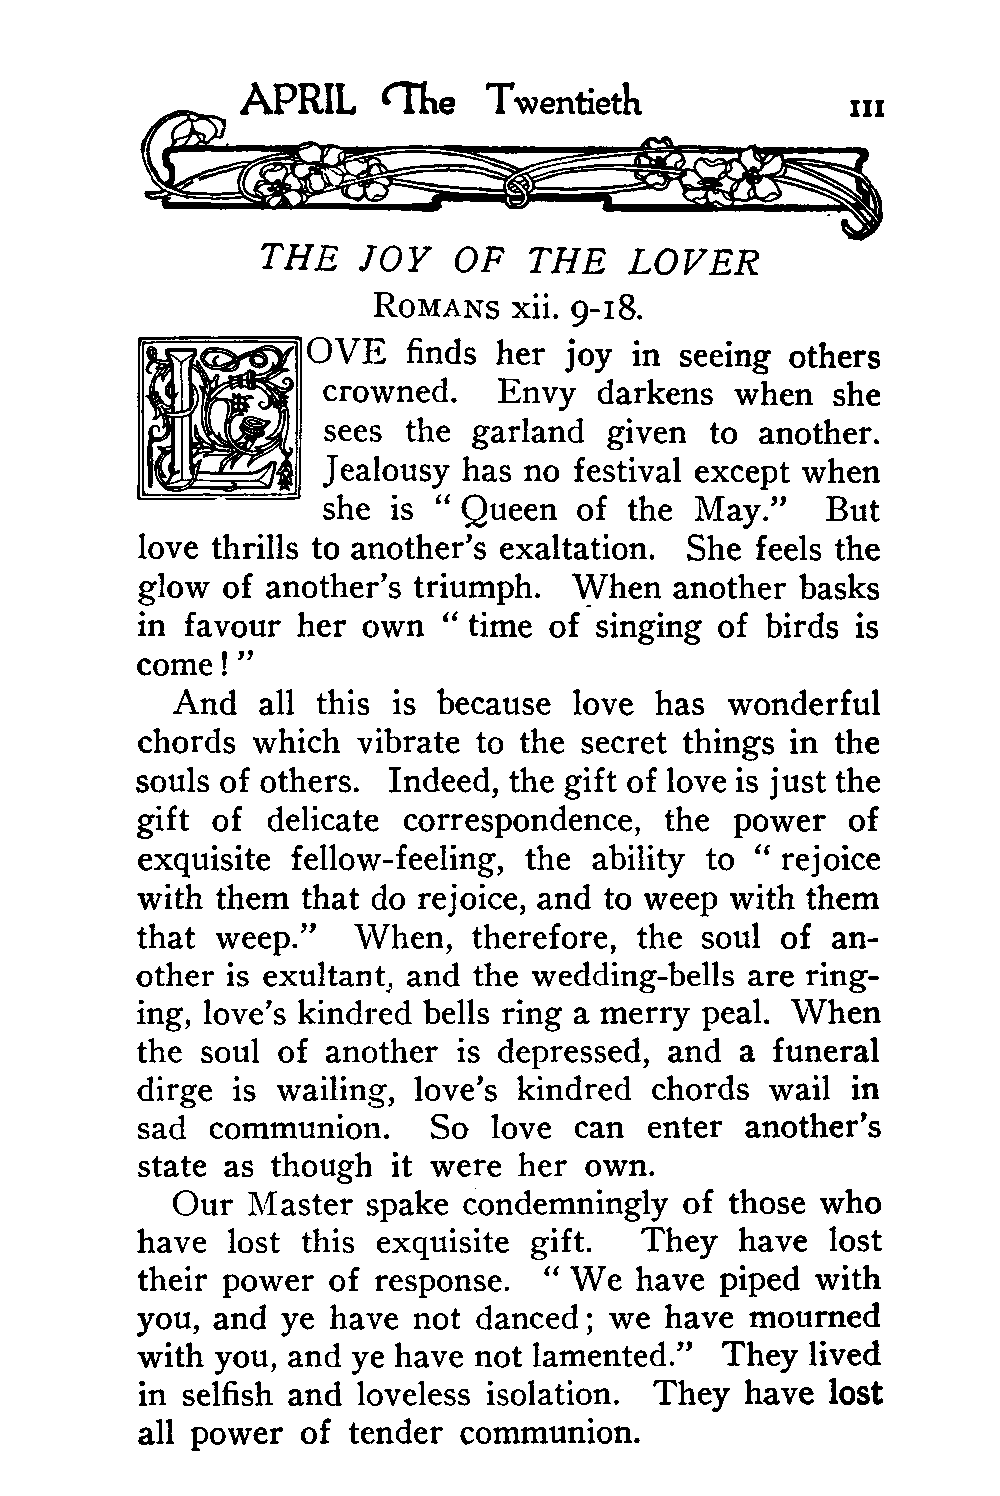 APRIL The Twentieth 111
THE JOY OF THE LOVER
ROMANS xii. 9-18.
LOVE finds her joy in seeing others
crowned. Envy darkens when she
sees the garland given to another.
Jealousy has no festival except when
she is “ Queen of the May.” But
love thrills to another’s exaltation. She feels the
glow of another’s triumph. When another basks
in favour her own “ time of singing of birds is
come ! ”
And all this is because love has wonderful
chords which vibrate to the secret things in the
souls of others. Indeed, the gift of love is just the
gift of delicate correspondence, the power of
exquisite fellow-feeling, the ability to “ rejoice
with them that do rejoice, and to weep with them
that weep.” When, therefore, the soul of an-
other is exultant, and the wedding-bells are ring-
ing, love’s kindred bells ring a merry peal. When
the soul of another is depressed, and a funeral
dirge is wailing, love’s kindred chords wail in
sad communion. So love can enter another’s
state as though it were her own.
Our Master spake condemningly of those who
have lost this exquisite gift. They have lost
their power of response. “ We have piped with
you, and ye have not danced ; we have mourned
with you, and ye have not lamented.” They lived
in selfish and loveless isolation. They have lost
all power of tender communion.